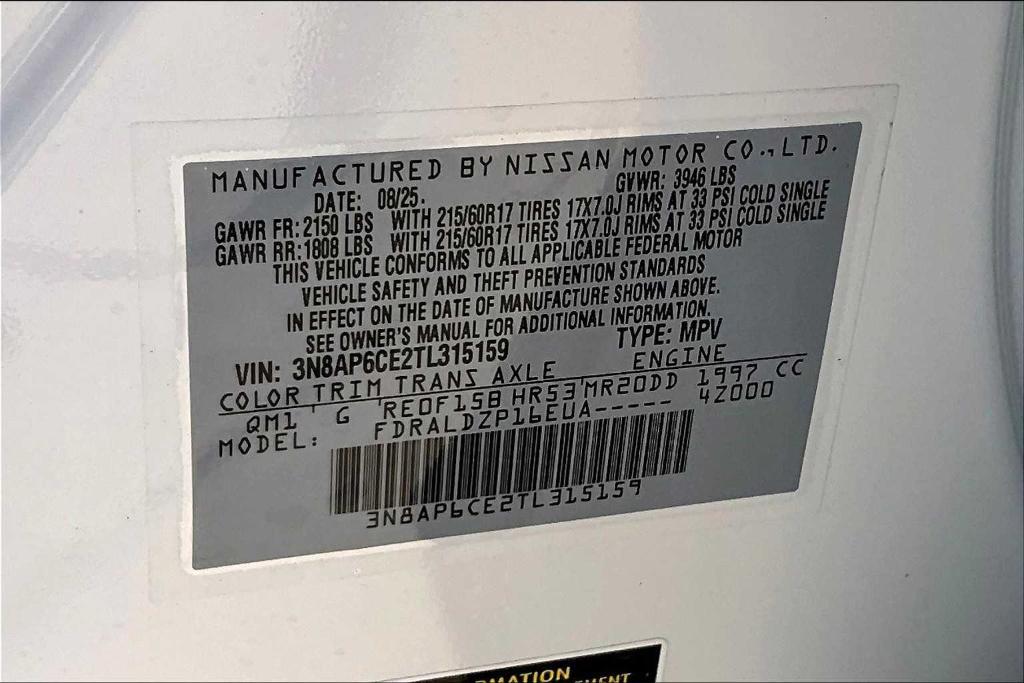 MANUFACTURED BY NISSAN MOTOR CO.,LTD.
DATE: 08/25. GVWR: 3946 LBS
GAWR FR: 2150 LBS WITH 215/60R17 TIRES 17X7.0J RIMS AT 33 PSI COLD SINGLE
GAWR RR: 1808 LBS WITH 215/60R17 TIRES 17X7.0J RIMS AT 33 PSI COLD SINGLE
THIS VEHICLE CONFORMS TO ALL APPLICABLE FEDERAL MOTOR
VEHICLE SAFETY AND THEFT PREVENTION STANDARDS
IN EFFECT ON THE DATE OF MANUFACTURE SHOWN ABOVE.
SEE OWNER'S MANUAL FOR ADDITIONAL INFORMATION.
VIN: 3N8AP6CE2TL315159 TYPE: MPV
COLOR TRIM TRANS AXLE ENGINE
QM1 G RE0F15B HR53 MR20DD 1997 CC
MODEL: FDRALDZP16EUA----- 42000
3N8AP6CE2TL315159